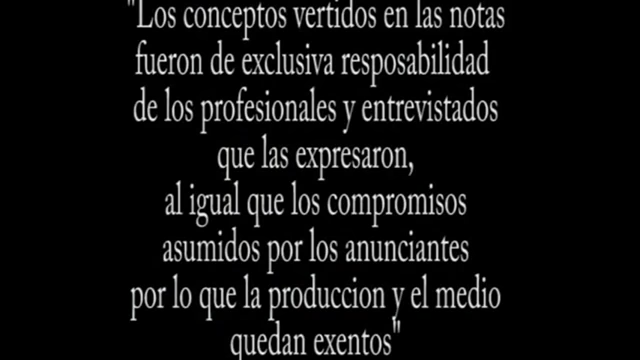 "Los conceptos vertidos en las notas
fueron de exclusiva resposabilidad
de los profesionales y entrevistados
que las expresaron,
al igual que los compromisos
asumidos por los anunciantes
por lo que la produccion y el medio
quedan exentos"